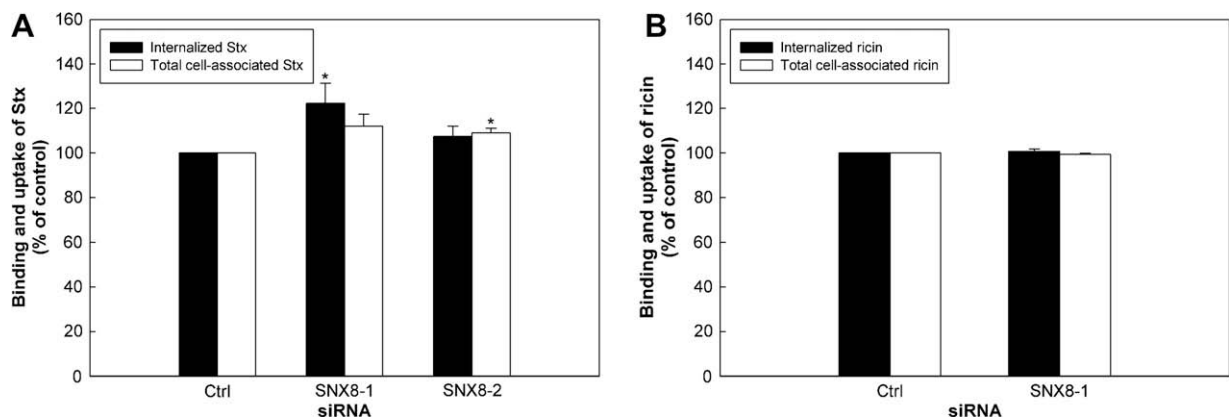 A
Binding and uptake of Stx
(% of control)
160
140
120
100
80
60
40
20
0
Internalized Stx
Total cell-associated Stx
*
*
Ctrl
SNX8-1
SNX8-2
siRNA
B
Binding and uptake of ricin
(% of control)
160
140
120
100
80
60
40
20
0
Internalized ricin
Total cell-associated ricin
Ctrl
SNX8-1
siRNA